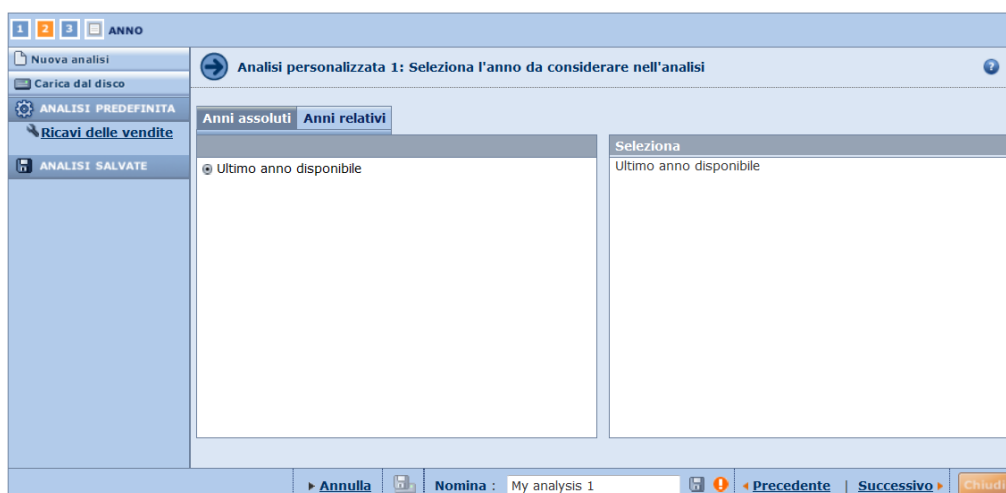 1 2 3 ANNO
Nuova analisi
Carica dal disco
ANALISI PREDEFINITA
Ricavi delle vendite
ANALISI SALVATE
Analisi personalizzata 1: Seleziona l'anno da considerare nell'analisi
?
Anni assoluti Anni relativi
Ultimo anno disponibile
Seleziona
Ultimo anno disponibile
Annulla Nomina : My analysis 1 ! Precedente | Successivo Chiudi